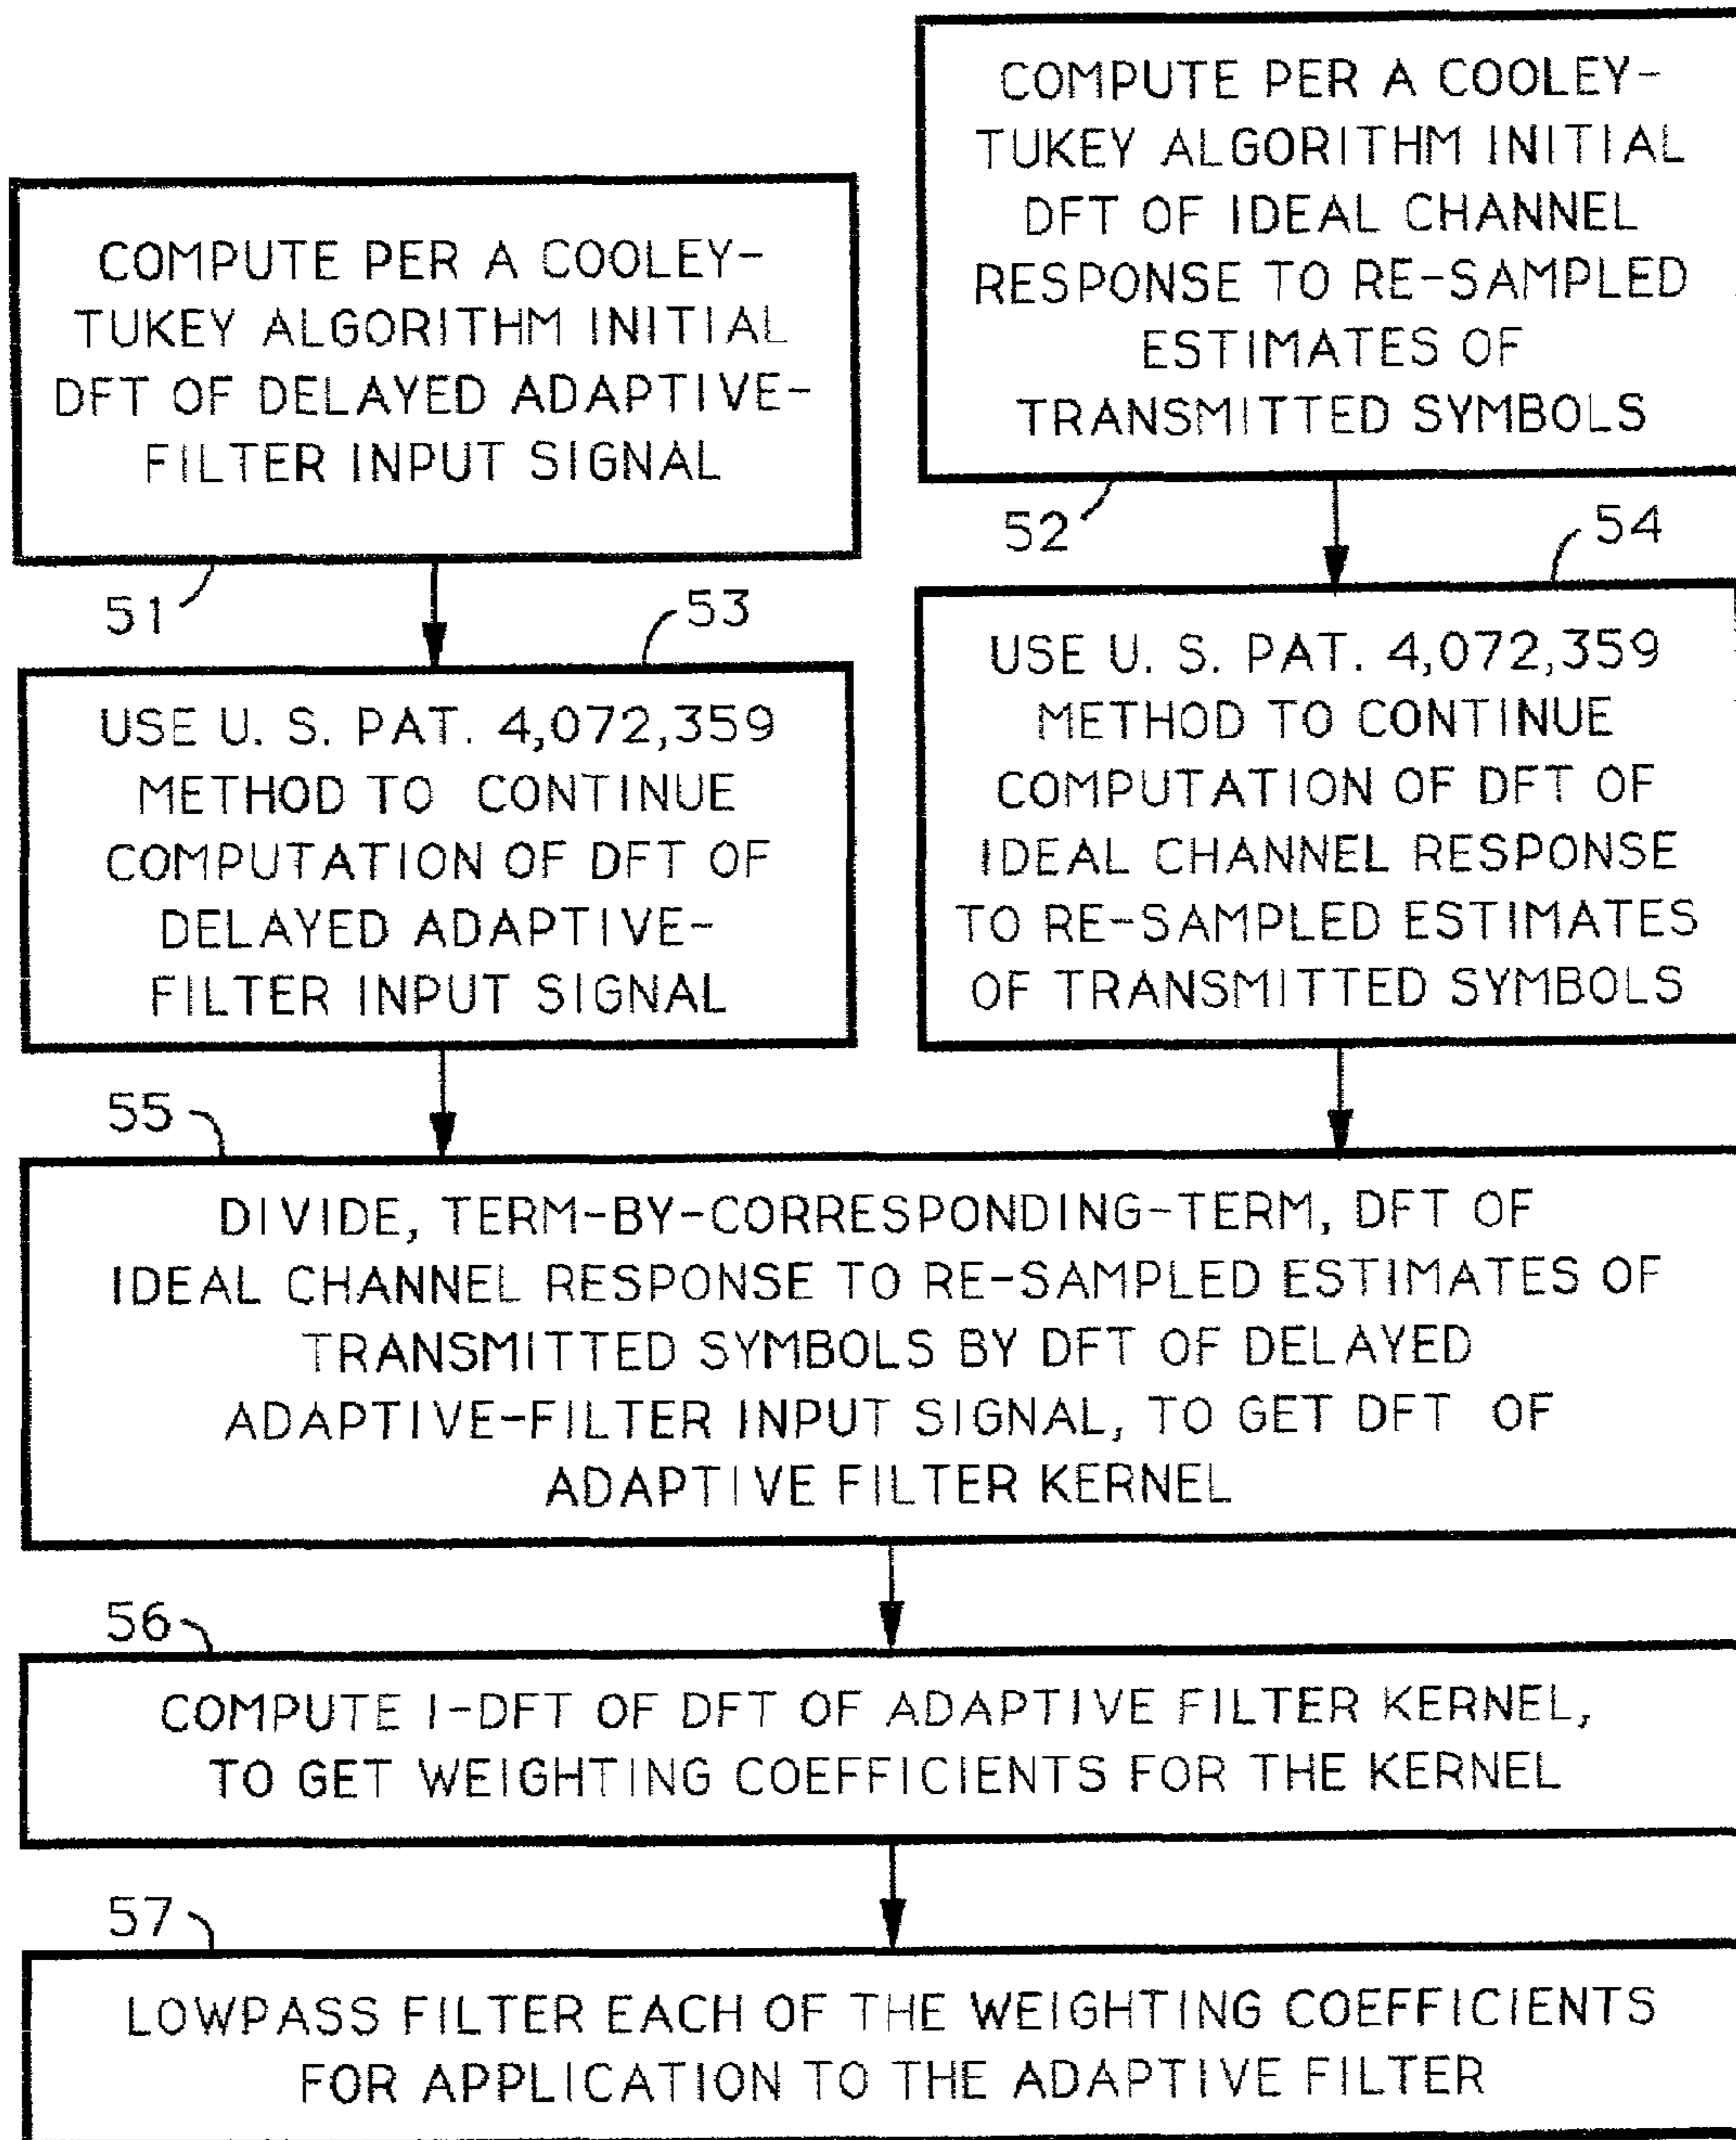 COMPUTE PER A COOLEY-
TUKEY ALGORITHM INITIAL
DFT OF DELAYED ADAPTIVE-
FILTER INPUT SIGNAL
51
COMPUTE PER A COOLEY-
TUKEY ALGORITHM INITIAL
DFT OF IDEAL CHANNEL
RESPONSE TO RE-SAMPLED
ESTIMATES OF
TRANSMITTED SYMBOLS
52
53
USE U. S. PAT. 4,072,359
METHOD TO CONTINUE
COMPUTATION OF DFT OF
DELAYED ADAPTIVE-
FILTER INPUT SIGNAL
54
USE U. S. PAT. 4,072,359
METHOD TO CONTINUE
COMPUTATION OF DFT OF
IDEAL CHANNEL RESPONSE
TO RE-SAMPLED ESTIMATES
OF TRANSMITTED SYMBOLS
55
DIVIDE, TERM-BY-CORRESPONDING-TERM, DFT OF
IDEAL CHANNEL RESPONSE TO RE-SAMPLED ESTIMATES OF
TRANSMITTED SYMBOLS BY DFT OF DELAYED
ADAPTIVE-FILTER INPUT SIGNAL, TO GET DFT OF
ADAPTIVE FILTER KERNEL
56
COMPUTE I-DFT OF DFT OF ADAPTIVE FILTER KERNEL,
TO GET WEIGHTING COEFFICIENTS FOR THE KERNEL
57
LOWPASS FILTER EACH OF THE WEIGHTING COEFFICIENTS
FOR APPLICATION TO THE ADAPTIVE FILTER